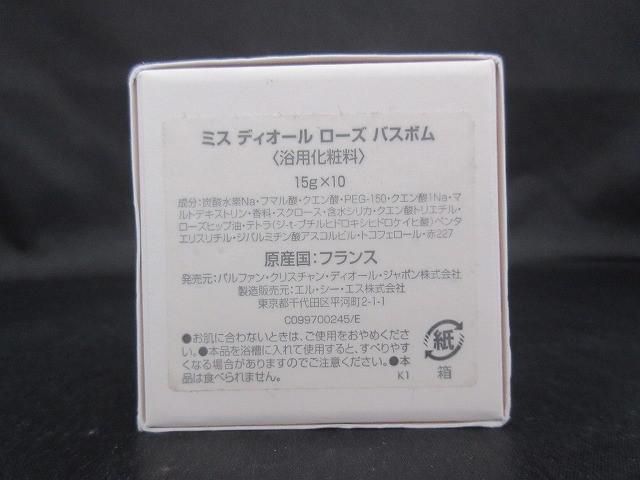 ミス ディオール ローズ バスボム
〈浴用化粧料〉
15g×10
成分:炭酸水素Na・フマル酸・クエン酸・PEG-150・クエン酸1Na・マ
ルトデキストリン・香料・スクロース・含水シリカ・クエン酸トリエチル・
ローズヒップ油・テトラ(ジ-t-ブチルヒドロキシヒドロケイヒ酸)ペンタ
エリスリチル・ジパルミチン酸アスコルビル・トコフェロール・赤227
原産国:フランス
発売元:パルファン・クリスチャン・ディオール・ジャポン株式会社
製造販売元:エル・シー・エス株式会社
東京都千代田区平河町2-1-1
C099700245/E
●お肌に合わないときは、ご使用をおやめくださ
い。●本品を浴槽に入れて使用すると、すべりやす
くなる場合がありますのでご注意ください。●本
品は食べられません。
K1
紙
箱